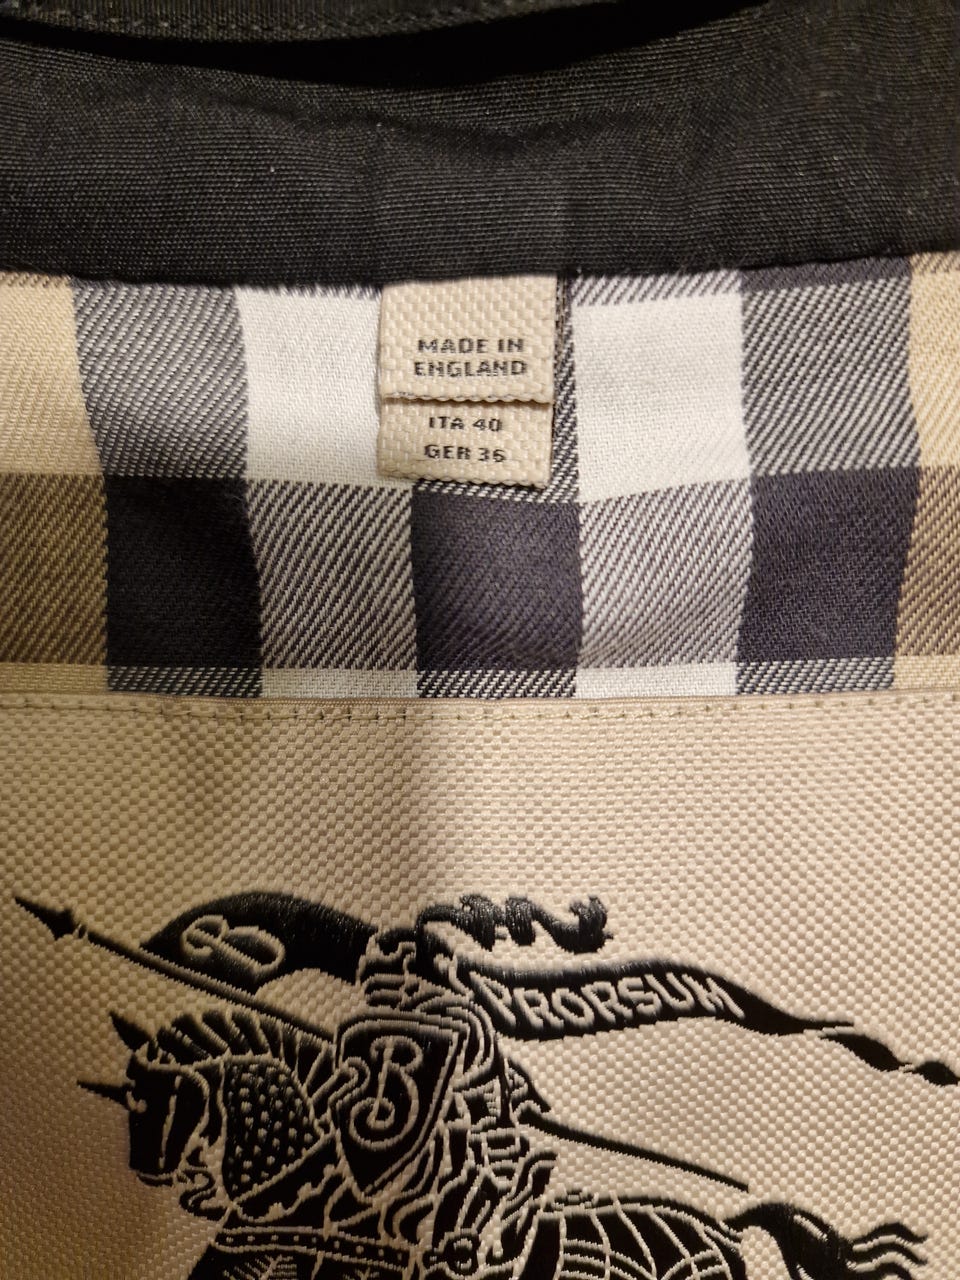 MADE IN
ENGLAND
ITA 40
GER 36
B
PRORSUM
B